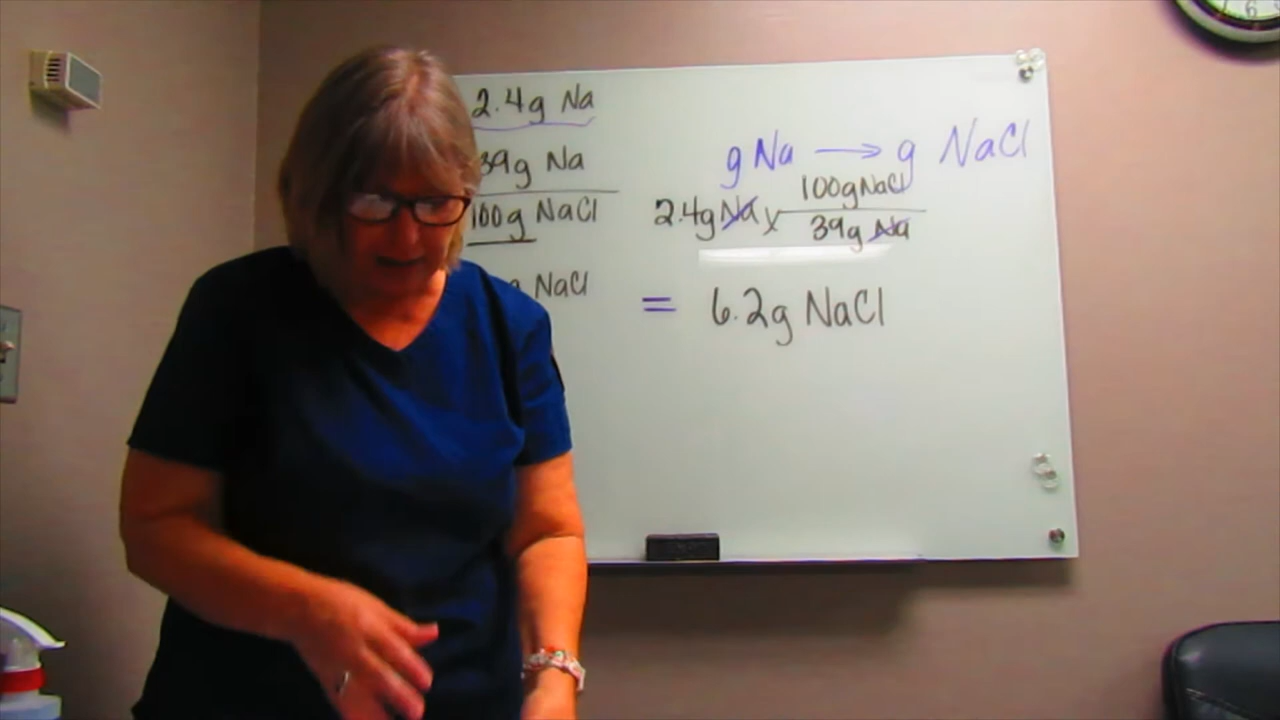 2.4g Na
39g Na
100g NaCl
g NaCl
g Na → g NaCl
2.4g Na x 100g NaCl
39g Na
= 6.2g NaCl
6